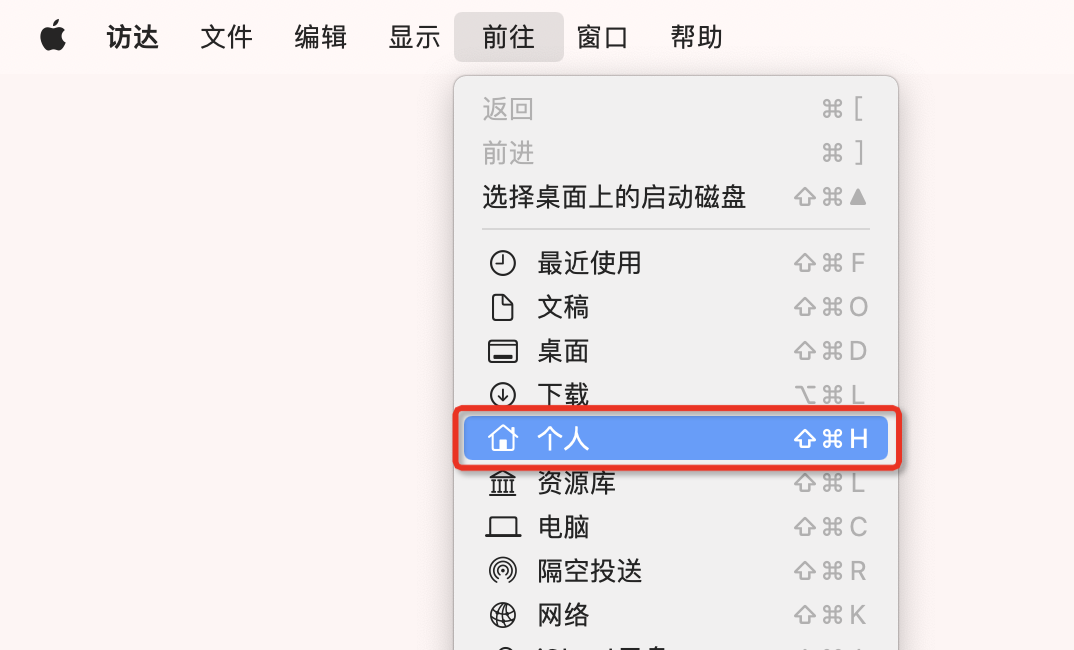 访达 文件 编辑 显示 前往 窗口 帮助
返回 ⌘ [
前进 ⌘ ]
选择桌面上的启动磁盘 ⇧⌘▲
最近使用 ⇧⌘F
文稿 ⇧⌘O
桌面 ⇧⌘D
下载 ⌥⌘L
个人 ⇧⌘H
资源库 ⇧⌘L
电脑 ⇧⌘C
隔空投送 ⇧⌘R
网络 ⇧⌘K